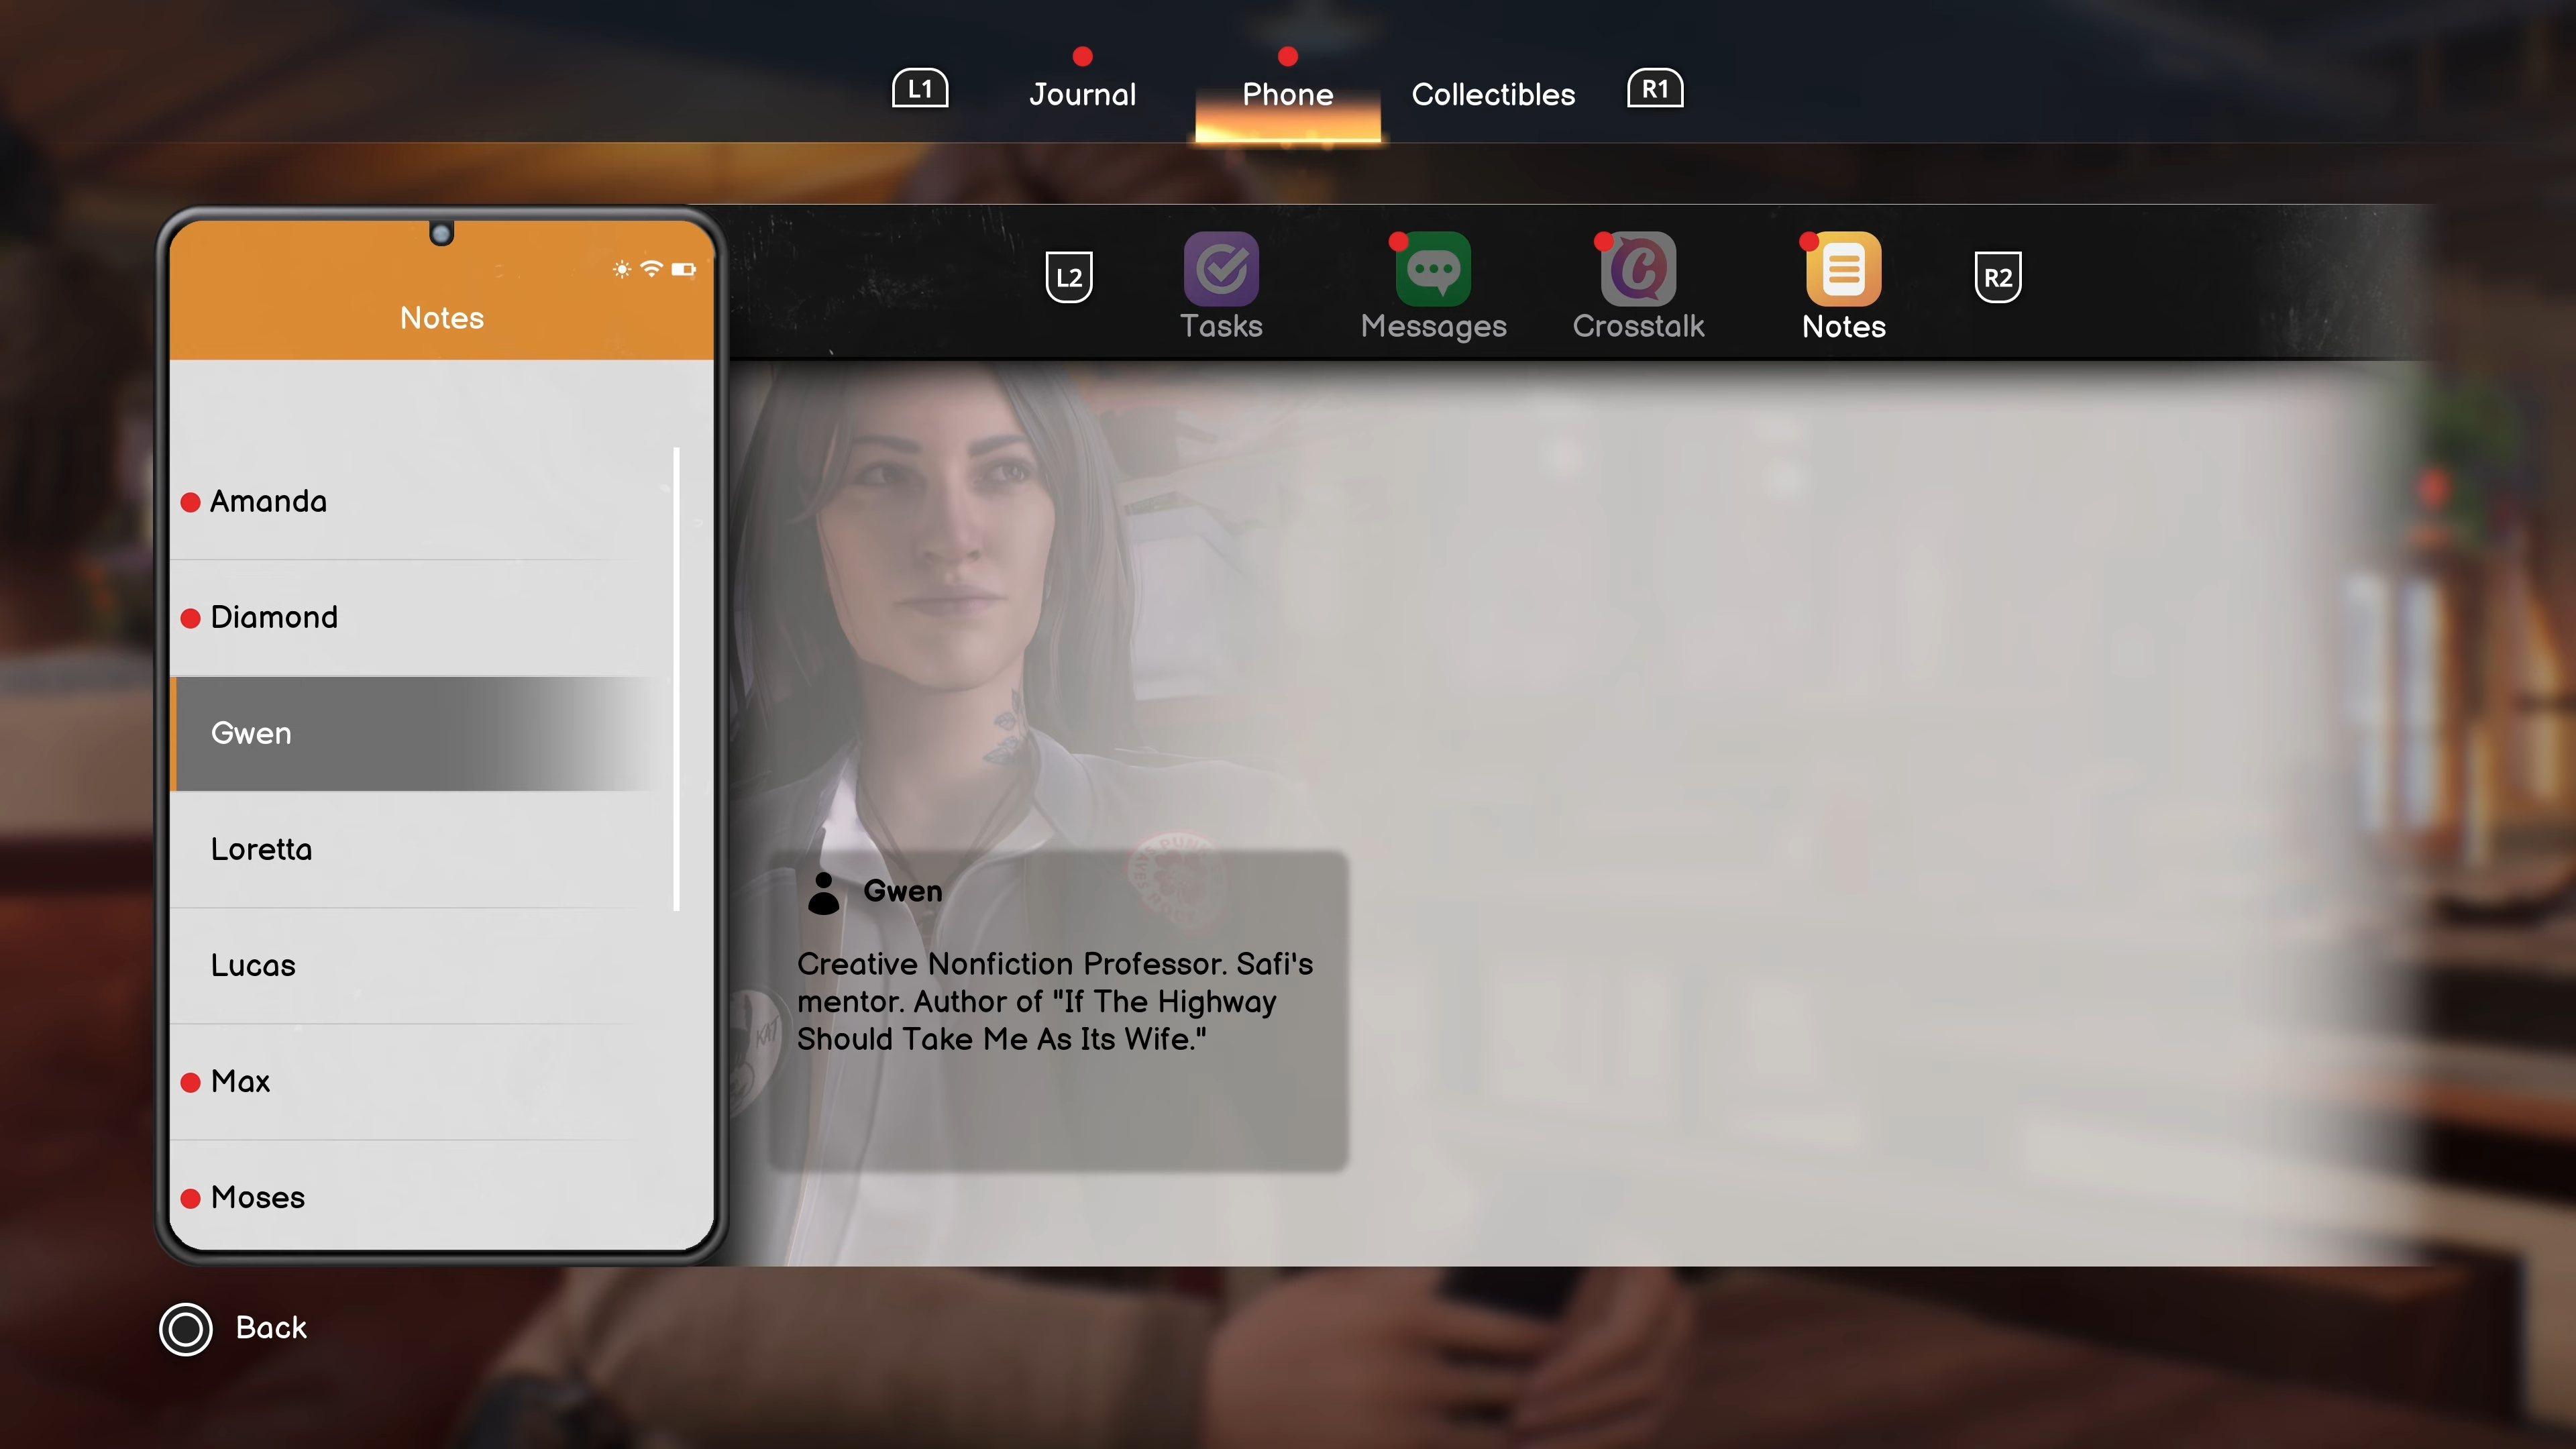 L1
Journal
Phone
Collectibles
R1
L2
Tasks
Messages
Crosstalk
Notes
R2
Notes
Amanda
Diamond
Gwen
Loretta
Lucas
Max
Moses
Gwen
Creative Nonfiction Professor. Safi's
mentor. Author of "If The Highway
Should Take Me As Its Wife."
KAT
Back